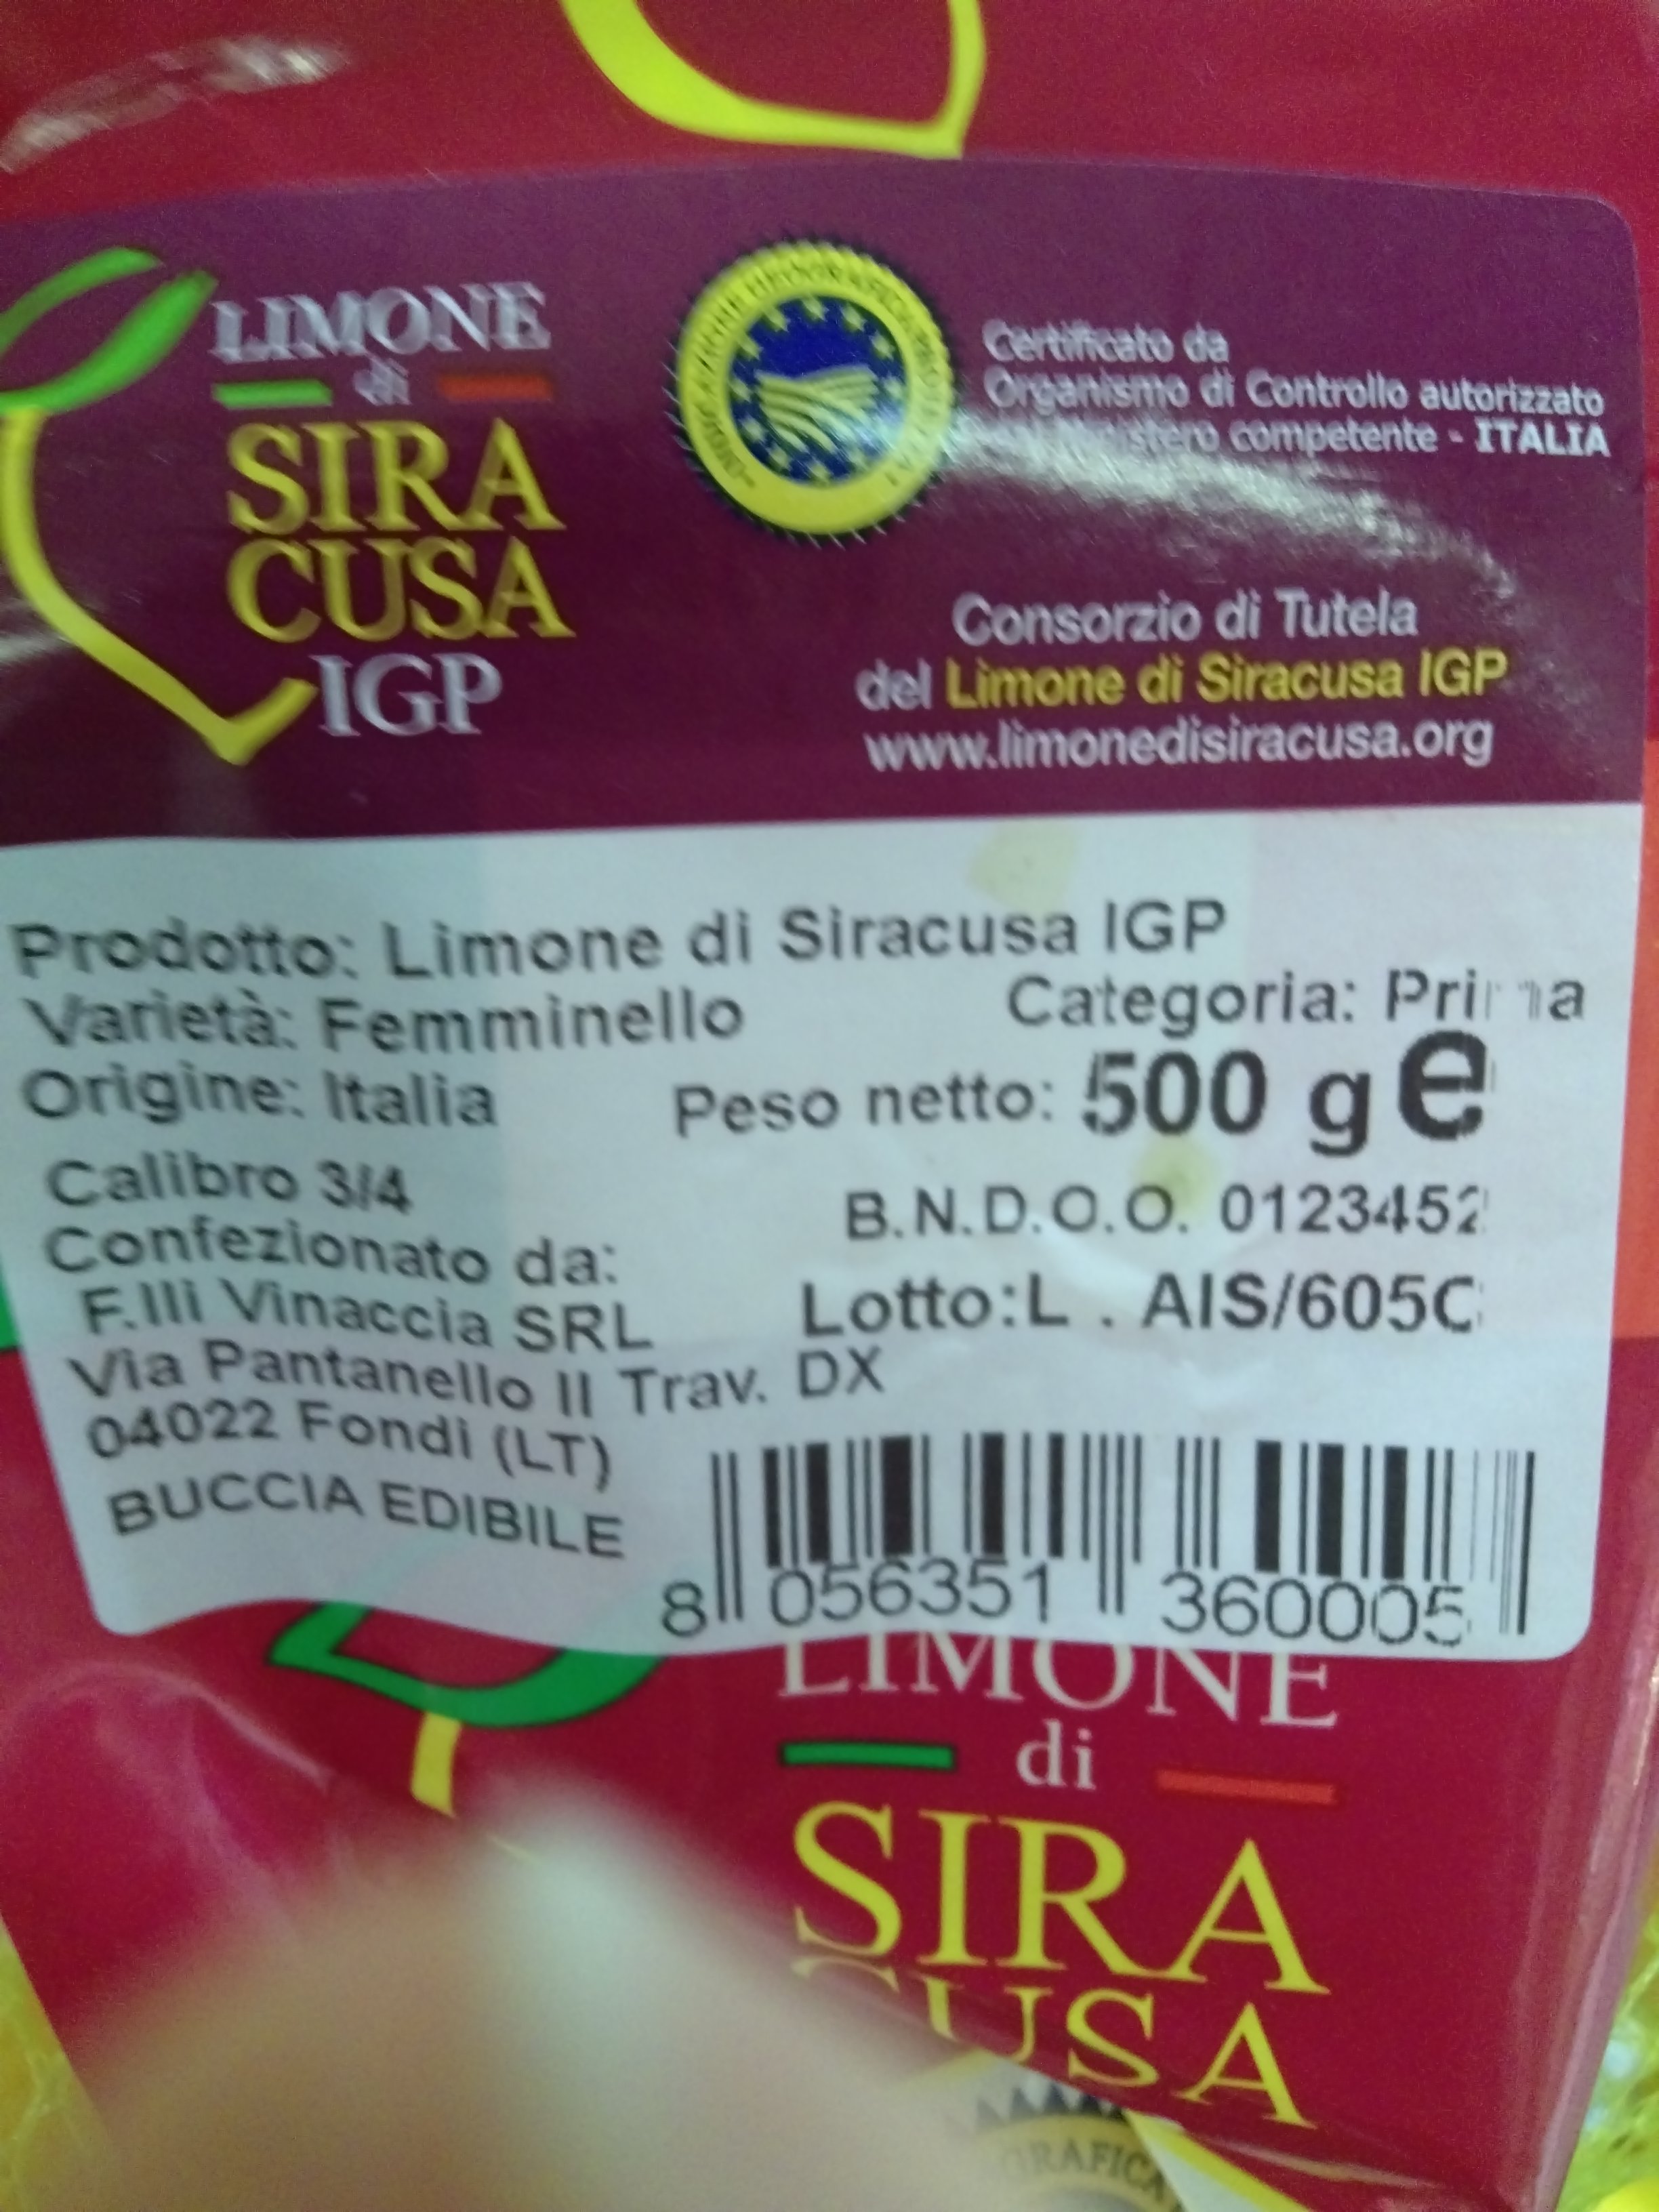 LIMONE
di
SIRA
CUSA
IGP
Certificato da
Organismo di Controllo autorizzato
competente - ITALIA
Consorzio di Tutela
del Limone di Siracusa IGP
www.limonedisiracusa.org
Prodotto: Limone di Siracusa IGP
Varietà: Femminello
Categoria: Prima
Origine: Italia
Peso netto: 500 g e
Calibro 3/4
B.N.D.O.O. 0123452
Confezionato da:
F.lli Vinaccia SRL
Lotto:L . AIS/605C
Via Pantanello II Trav. DX
04022 Fondi (LT)
BUCCIA EDIBILE
8 056351 360005
LIMONE
di
SIRA
CUSA